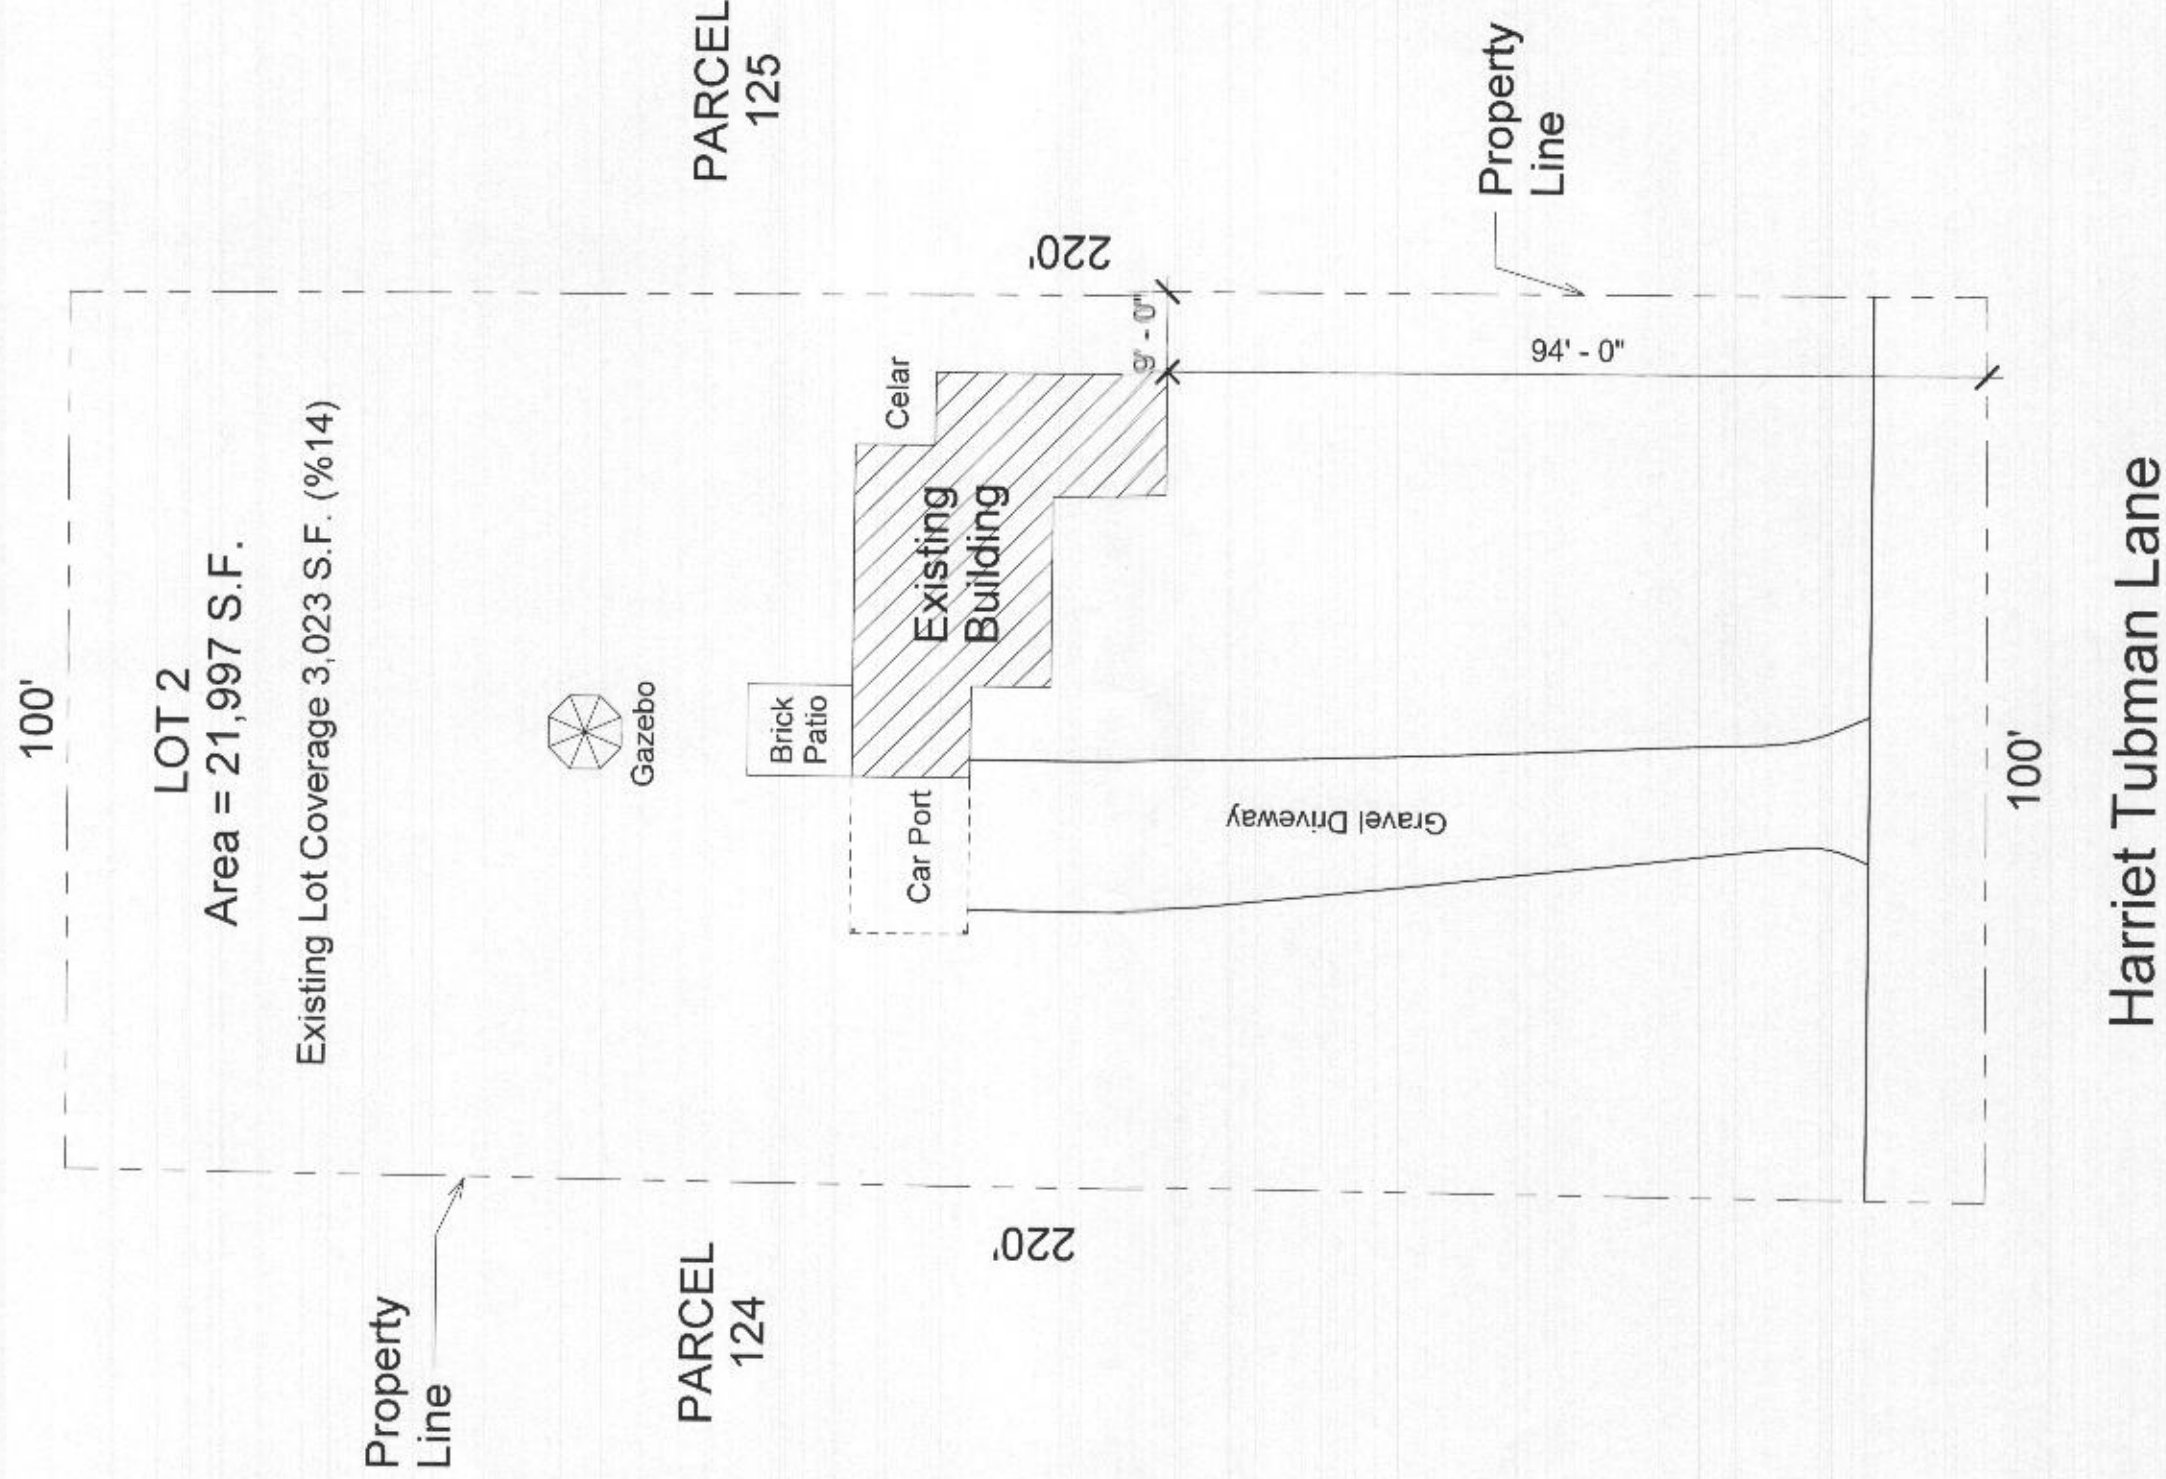 100'
LOT 2
Area = 21,997 S.F.
Existing Lot Coverage 3,023 S.F. (%14)
Property
Line
PARCEL
124
PARCEL
125
Gazebo
Brick
Patio
Celar
Existing
Building
Car Port
220'
220'
9' - 0"
Gravel Driveway
94' - 0"
Property
Line
100'
Harriet Tubman Lane